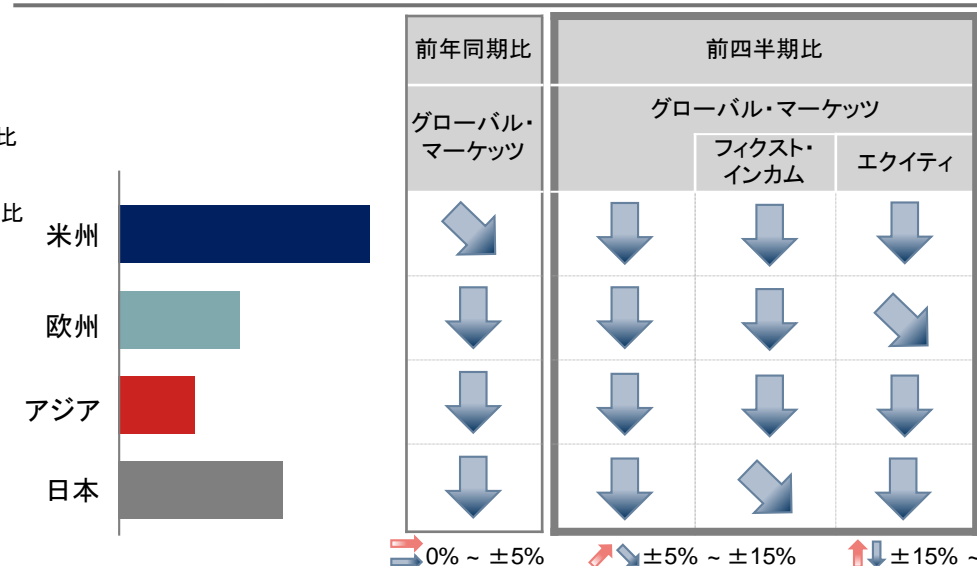 前年同期比
前四半期比
グローバル・
マーケッツ
グローバル・マーケッツ
フィクスト・
インカム
エクイティ
比
比
米州
欧州
アジア
日本
0% ~ ±5%
±5% ~ ±15%
±15% ~